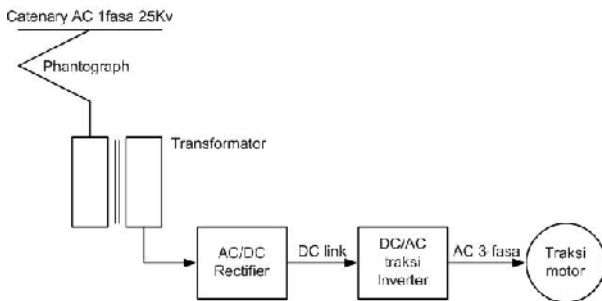 Catenary AC 1fasa 25Kv
Phantograph
Transformator
AC/DC
Rectifier
DC link
DC/AC
traksi
Inverter
AC 3-fasa
Traksi
motor